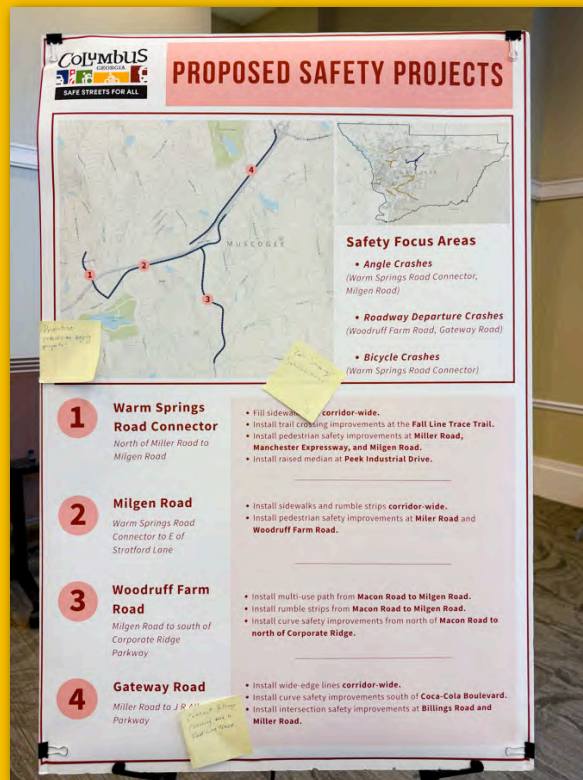 COLUMBUS
GEORGIA
SAFE STREETS FOR ALL
PROPOSED SAFETY PROJECTS
4
MUSCOGEE
1
2
3
Safety Focus Areas
• Angle Crashes
(Warm Springs Road Connector,
Milgen Road)
• Roadway Departure Crashes
(Woodruff Farm Road, Gateway Road)
• Bicycle Crashes
(Warm Springs Road Connector)
1
Warm Springs
Road Connector
North of Miller Road to
Milgen Road
• Fill sidewalk corridor-wide.
• Install trail crossing improvements at the Fall Line Trace Trail.
• Install pedestrian safety improvements at Miller Road,
Manchester Expressway, and Milgen Road.
• Install raised median at Peek Industrial Drive.
2
Milgen Road
Warm Springs Road
Connector to E of
Stratford Lane
• Install sidewalks and rumble strips corridor-wide.
• Install pedestrian safety improvements at Miler Road and
Woodruff Farm Road.
3
Woodruff Farm
Road
Milgen Road to south of
Corporate Ridge
Parkway
• Install multi-use path from Macon Road to Milgen Road.
• Install rumble strips from Macon Road to Milgen Road.
• Install curve safety improvements from north of Macon Road to
north of Corporate Ridge.
4
Gateway Road
Miller Road to J R
Parkway
• Install wide-edge lines corridor-wide.
• Install curve safety improvements south of Coca-Cola Boulevard.
• Install intersection safety improvements at Billings Road and
Miller Road.